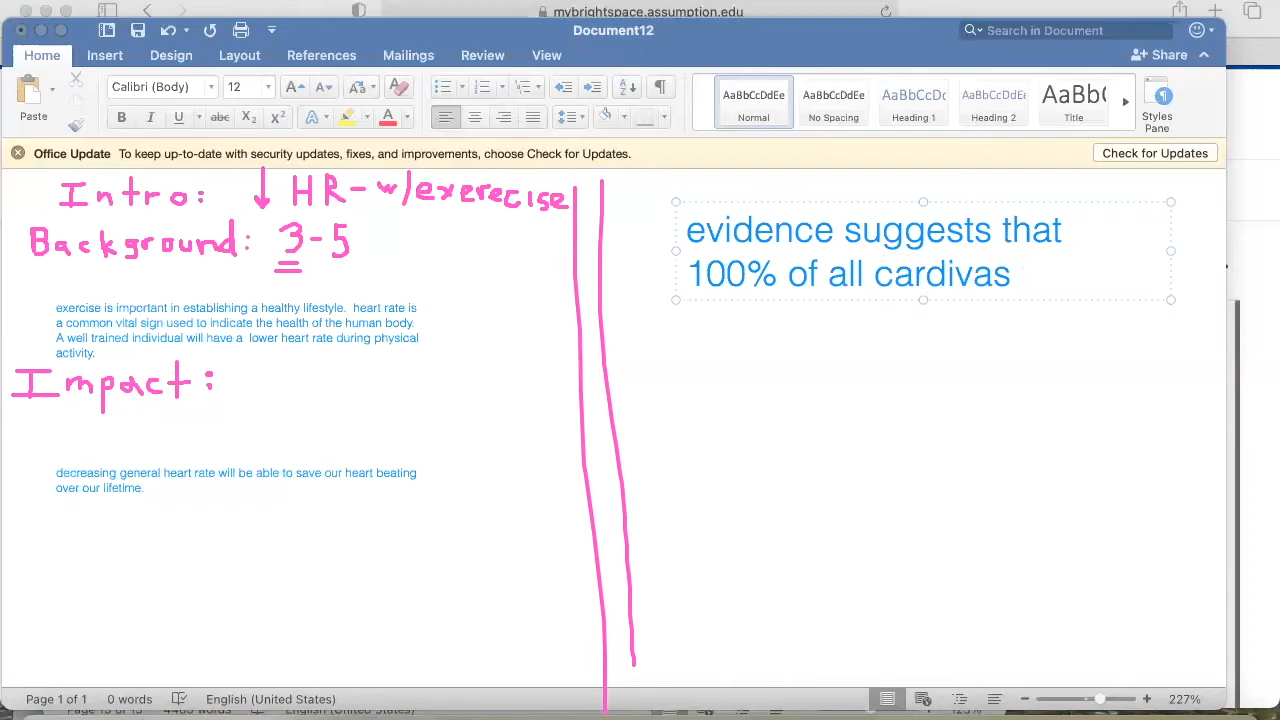 mybrightspace.assumption.edu
Document12
Search in Document
Home Insert Design Layout References Mailings Review View
Share
Paste
Calibri (Body) 12
B I U abc X2 X2 A A
AaBbCcDdEe AaBbCcDdEe AaBbCcDc AaBbCcDdEe AaBb(
Normal No Spacing Heading 1 Heading 2 Title
Styles Pane
Office Update To keep up-to-date with security updates, fixes, and improvements, choose Check for Updates.
Check for Updates
Intro: ↓ HR - w/exerecise
Background: 3-5
exercise is important in establishing a healthy lifestyle. heart rate is
a common vital sign used to indicate the health of the human body.
A well trained individual will have a lower heart rate during physical
activity.
Impact:
decreasing general heart rate will be able to save our heart beating
over our lifetime.
evidence suggests that
100% of all cardivas
Page 1 of 1 0 words English (United States)
227%